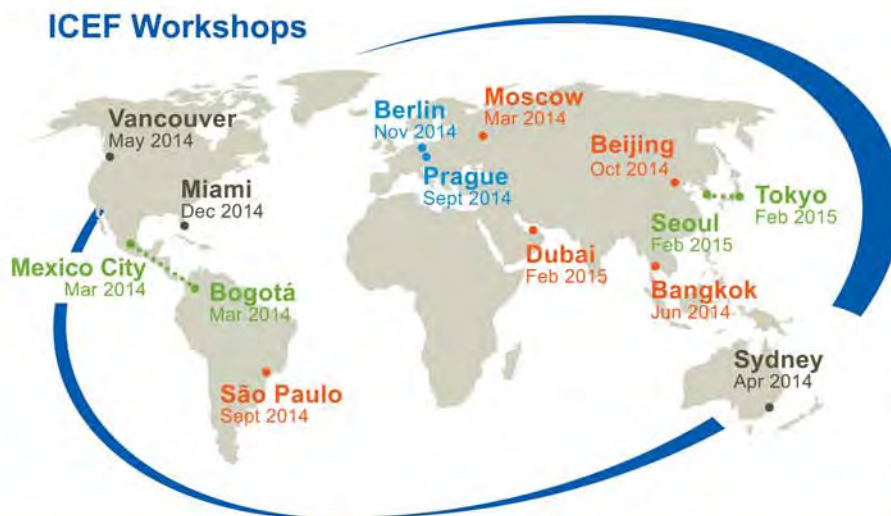 ICEF Workshops
Vancouver
May 2014
Berlin
Nov 2014
Moscow
Mar 2014
Beijing
Oct 2014
Miami
Dec 2014
Prague
Sept 2014
Tokyo
Feb 2015
Seoul
Feb 2015
Mexico City
Mar 2014
Bogotá
Mar 2014
Dubai
Feb 2015
Bangkok
Jun 2014
São Paulo
Sept 2014
Sydney
Apr 2014